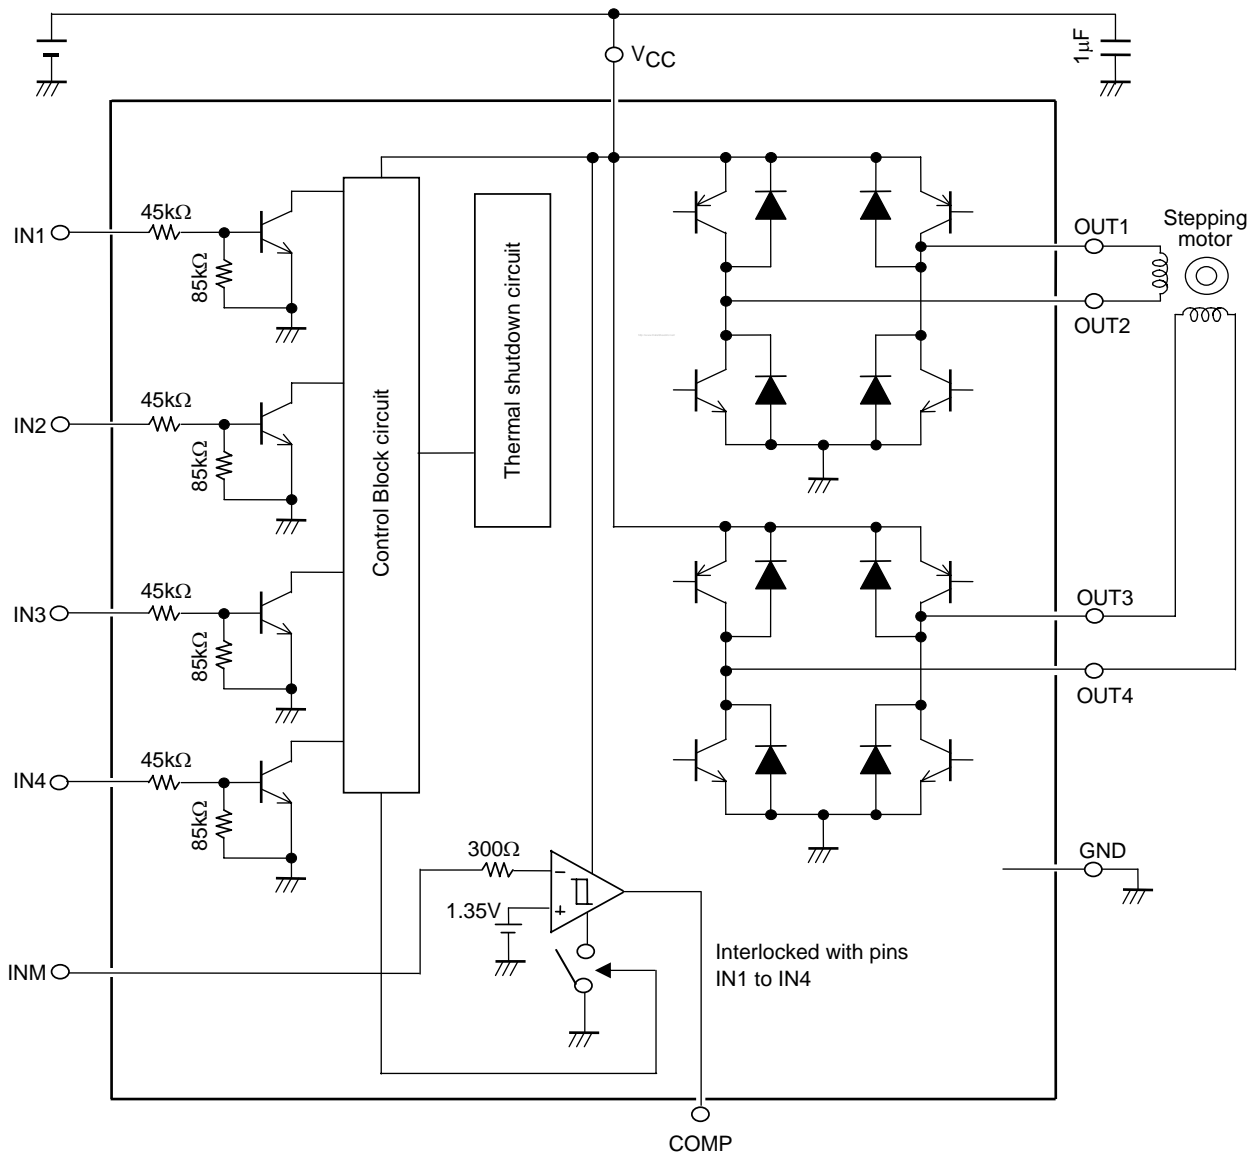 VCC
1µF
IN1
45kΩ
85kΩ
IN2
45kΩ
85kΩ
IN3
45kΩ
85kΩ
IN4
45kΩ
85kΩ
Control Block circuit
Thermal shutdown circuit
OUT1
OUT2
Stepping
motor
OUT3
OUT4
GND
300Ω
1.35V
−
+
INM
Interlocked with pins
IN1 to IN4
COMP